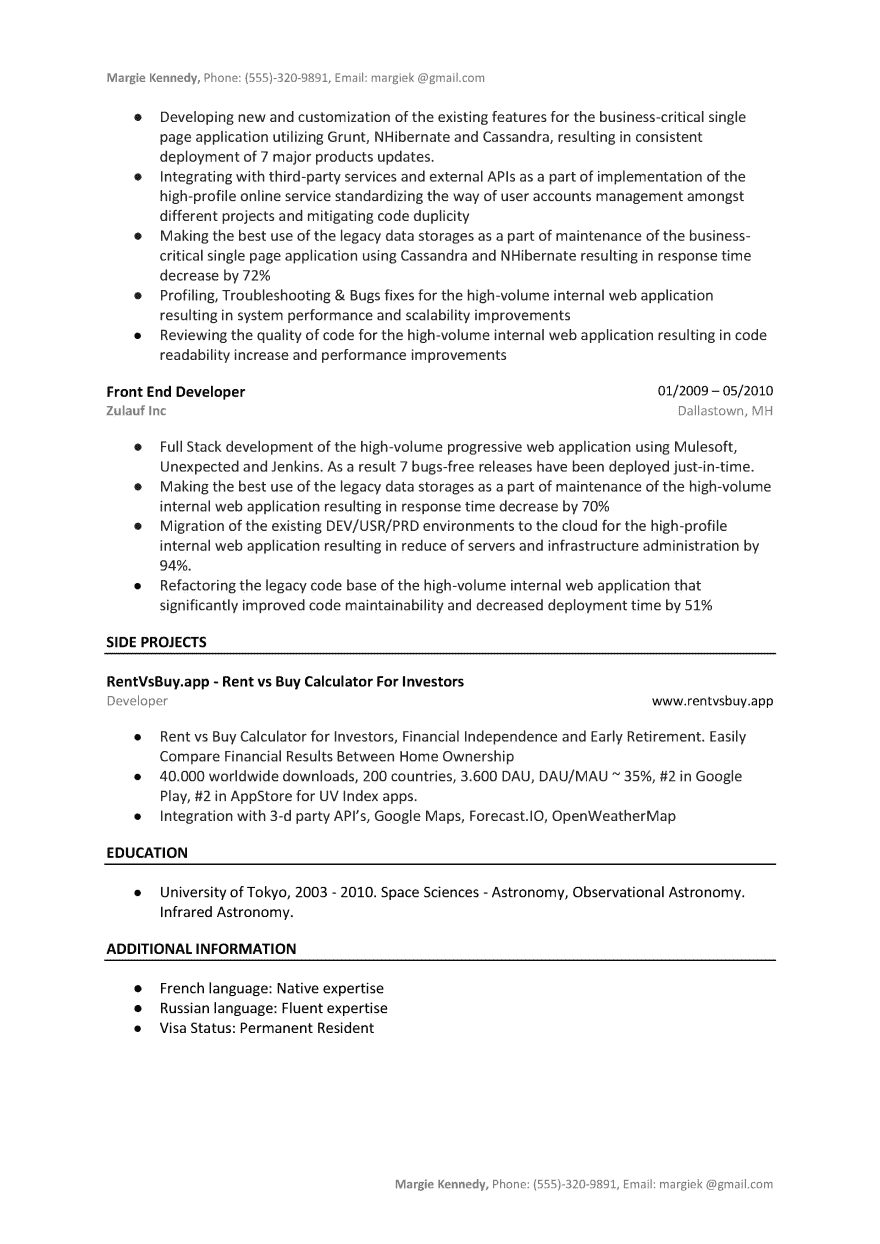 Margie Kennedy, Phone: (555)-320-9891, Email: margiek @gmail.com
● Developing new and customization of the existing features for the business-critical single
page application utilizing Grunt, NHibernate and Cassandra, resulting in consistent
deployment of 7 major products updates.
● Integrating with third-party services and external APIs as a part of implementation of the
high-profile online service standardizing the way of user accounts management amongst
different projects and mitigating code duplicity
● Making the best use of the legacy data storages as a part of maintenance of the business-
critical single page application using Cassandra and NHibernate resulting in response time
decrease by 72%
● Profiling, Troubleshooting & Bugs fixes for the high-volume internal web application
resulting in system performance and scalability improvements
● Reviewing the quality of code for the high-volume internal web application resulting in code
readability increase and performance improvements
Front End Developer 01/2009 – 05/2010
Zulauf Inc Dallastown, MH
● Full Stack development of the high-volume progressive web application using Mulesoft,
Unexpected and Jenkins. As a result 7 bugs-free releases have been deployed just-in-time.
● Making the best use of the legacy data storages as a part of maintenance of the high-volume
internal web application resulting in response time decrease by 70%
● Migration of the existing DEV/USR/PRD environments to the cloud for the high-profile
internal web application resulting in reduce of servers and infrastructure administration by
94%.
● Refactoring the legacy code base of the high-volume internal web application that
significantly improved code maintainability and decreased deployment time by 51%
SIDE PROJECTS
RentVsBuy.app - Rent vs Buy Calculator For Investors
Developer www.rentvsbuy.app
● Rent vs Buy Calculator for Investors, Financial Independence and Early Retirement. Easily
Compare Financial Results Between Home Ownership
● 40.000 worldwide downloads, 200 countries, 3.600 DAU, DAU/MAU ~ 35%, #2 in Google
Play, #2 in AppStore for UV Index apps.
● Integration with 3-d party API’s, Google Maps, Forecast.IO, OpenWeatherMap
EDUCATION
● University of Tokyo, 2003 - 2010. Space Sciences - Astronomy, Observational Astronomy.
Infrared Astronomy.
ADDITIONAL INFORMATION
● French language: Native expertise
● Russian language: Fluent expertise
● Visa Status: Permanent Resident
Margie Kennedy, Phone: (555)-320-9891, Email: margiek @gmail.com